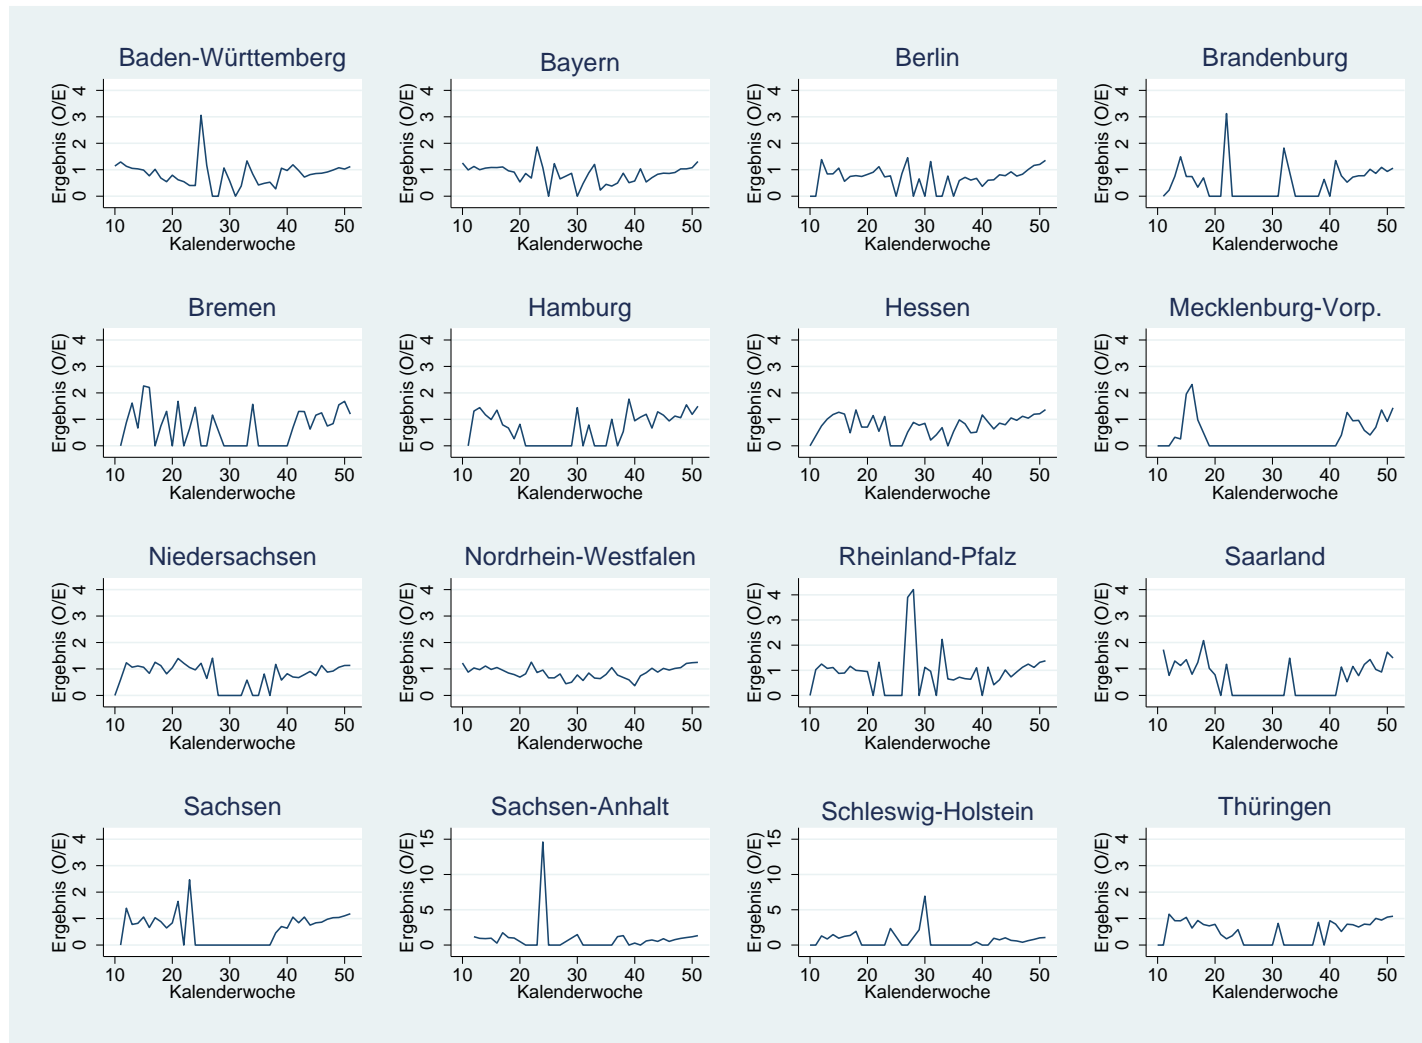 Baden-Württemberg
Ergebnis (O/E)
0 1 2 3 4
10 20 30 40 50
Kalenderwoche
Bayern
Ergebnis (O/E)
0 1 2 3 4
10 20 30 40 50
Kalenderwoche
Berlin
Ergebnis (O/E)
0 1 2 3 4
10 20 30 40 50
Kalenderwoche
Brandenburg
Ergebnis (O/E)
0 1 2 3 4
10 20 30 40 50
Kalenderwoche
Bremen
Ergebnis (O/E)
0 1 2 3 4
10 20 30 40 50
Kalenderwoche
Hamburg
Ergebnis (O/E)
0 1 2 3 4
10 20 30 40 50
Kalenderwoche
Hessen
Ergebnis (O/E)
0 1 2 3 4
10 20 30 40 50
Kalenderwoche
Mecklenburg-Vorp.
Ergebnis (O/E)
0 1 2 3 4
10 20 30 40 50
Kalenderwoche
Niedersachsen
Ergebnis (O/E)
0 1 2 3 4
10 20 30 40 50
Kalenderwoche
Nordrhein-Westfalen
Ergebnis (O/E)
0 1 2 3 4
10 20 30 40 50
Kalenderwoche
Rheinland-Pfalz
Ergebnis (O/E)
0 1 2 3 4
10 20 30 40 50
Kalenderwoche
Saarland
Ergebnis (O/E)
0 1 2 3 4
10 20 30 40 50
Kalenderwoche
Sachsen
Ergebnis (O/E)
0 1 2 3 4
10 20 30 40 50
Kalenderwoche
Sachsen-Anhalt
Ergebnis (O/E)
0 5 10 15
10 20 30 40 50
Kalenderwoche
Schleswig-Holstein
Ergebnis (O/E)
0 5 10 15
10 20 30 40 50
Kalenderwoche
Thüringen
Ergebnis (O/E)
0 1 2 3 4
10 20 30 40 50
Kalenderwoche